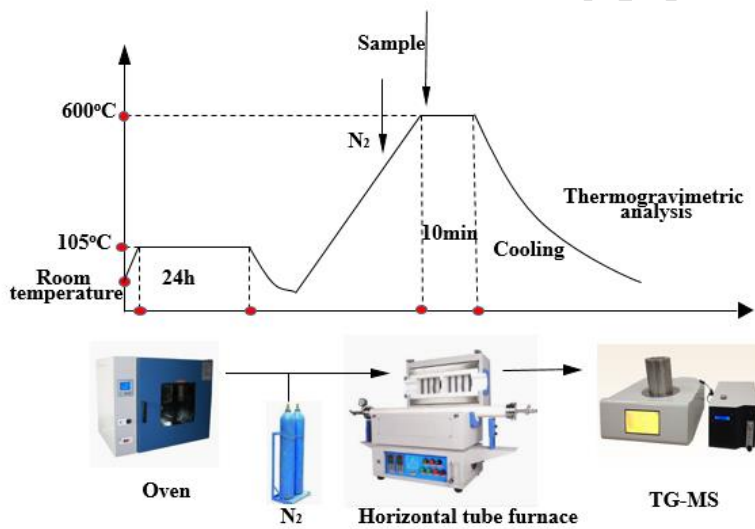 Sample
600°C
N₂
Thermogravimetric
analysis
105°C
10min
Cooling
Room
temperature
24h
Oven
N₂
Horizontal tube furnace
TG-MS